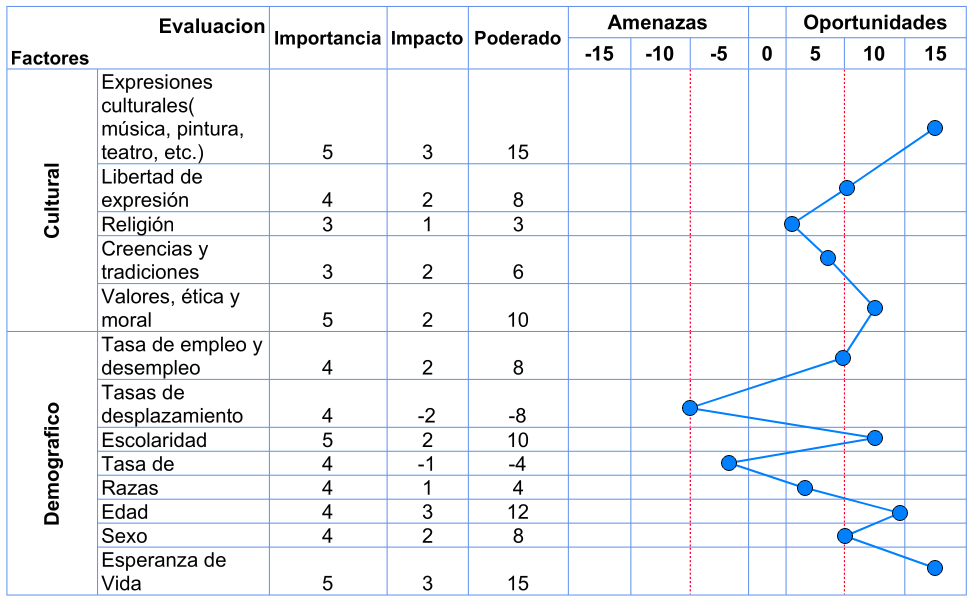 Evaluacion
Factores
Importancia Impacto Poderado
Amenazas
Oportunidades
-15 -10 -5 0 5 10 15
Cultural
Expresiones
culturales(
música, pintura,
teatro, etc.) 5 3 15
Libertad de
expresión 4 2 8
Religión 3 1 3
Creencias y
tradiciones 3 2 6
Valores, ética y
moral 5 2 10
Demografico
Tasa de empleo y
desempleo 4 2 8
Tasas de
desplazamiento 4 -2 -8
Escolaridad 5 2 10
Tasa de 4 -1 -4
Razas 4 1 4
Edad 4 3 12
Sexo 4 2 8
Esperanza de
Vida 5 3 15